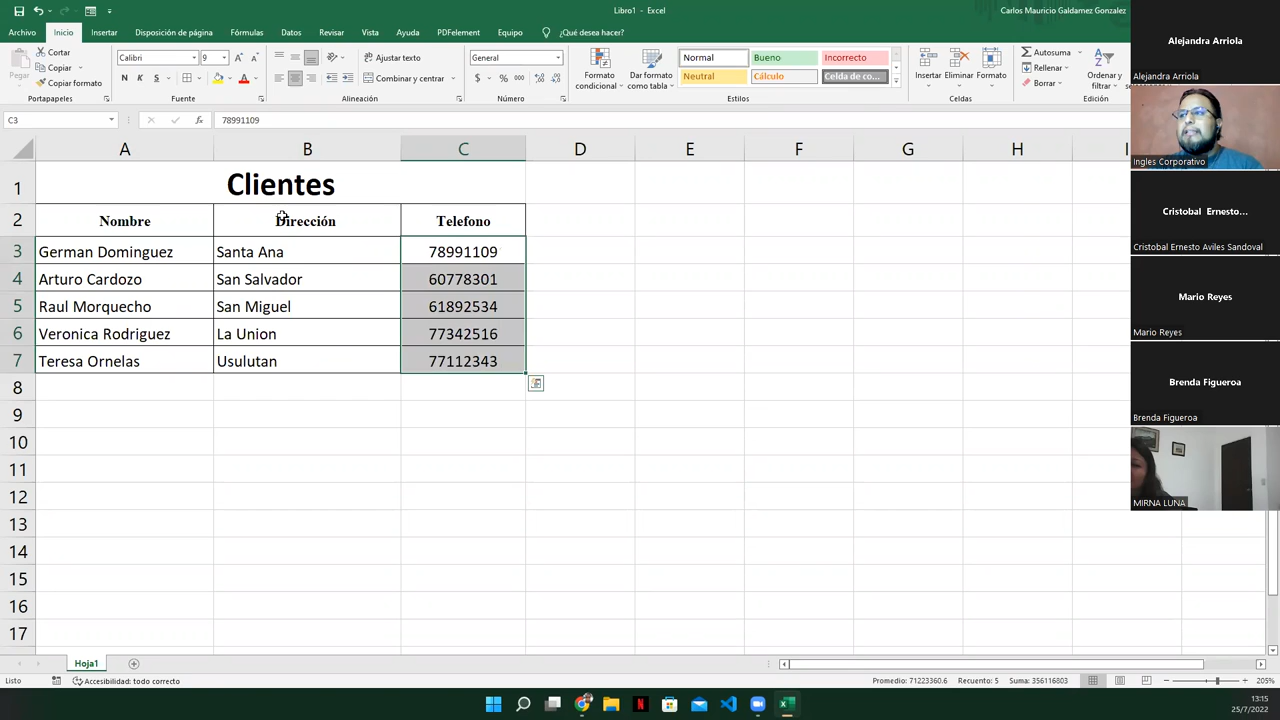 Libro1 - Excel
Carlos Mauricio Galdamez Gonzalez
Archivo Inicio Insertar Disposición de página Fórmulas Datos Revisar Vista Ayuda PDFelement Equipo ¿Qué desea hacer?
Pegar
Cortar
Copiar
Copiar formato
Portapapeles
Calibri 9
N K S
Fuente
Ajustar texto
Combinar y centrar
Alineación
General
$ % 000
Número
Formato condicional
Dar formato como tabla
Normal Bueno Incorrecto
Neutral Cálculo Celda de co...
Estilos
Insertar Eliminar Formato
Celdas
Autosuma
Rellenar
Borrar
Ordenar y filtrar
Edición
C3 fx 78991109
A B C D E F G H I
1 Clientes
2 Nombre Dirección Telefono
3 German Dominguez Santa Ana 78991109
4 Arturo Cardozo San Salvador 60778301
5 Raul Morquecho San Miguel 61892534
6 Veronica Rodriguez La Union 77342516
7 Teresa Ornelas Usulutan 77112343
8
9
10
11
12
13
14
15
16
17
Hoja1
Listo Accesibilidad: todo correcto Promedio: 71223360.6 Recuento: 5 Suma: 356116803 205%
13:15
25/7/2022
Alejandra Arriola
Alejandra Arriola
Ingles Corporativo
Cristobal Ernesto...
Cristobal Ernesto Aviles Sandoval
Mario Reyes
Mario Reyes
Brenda Figueroa
Brenda Figueroa
MIRNA LUNA